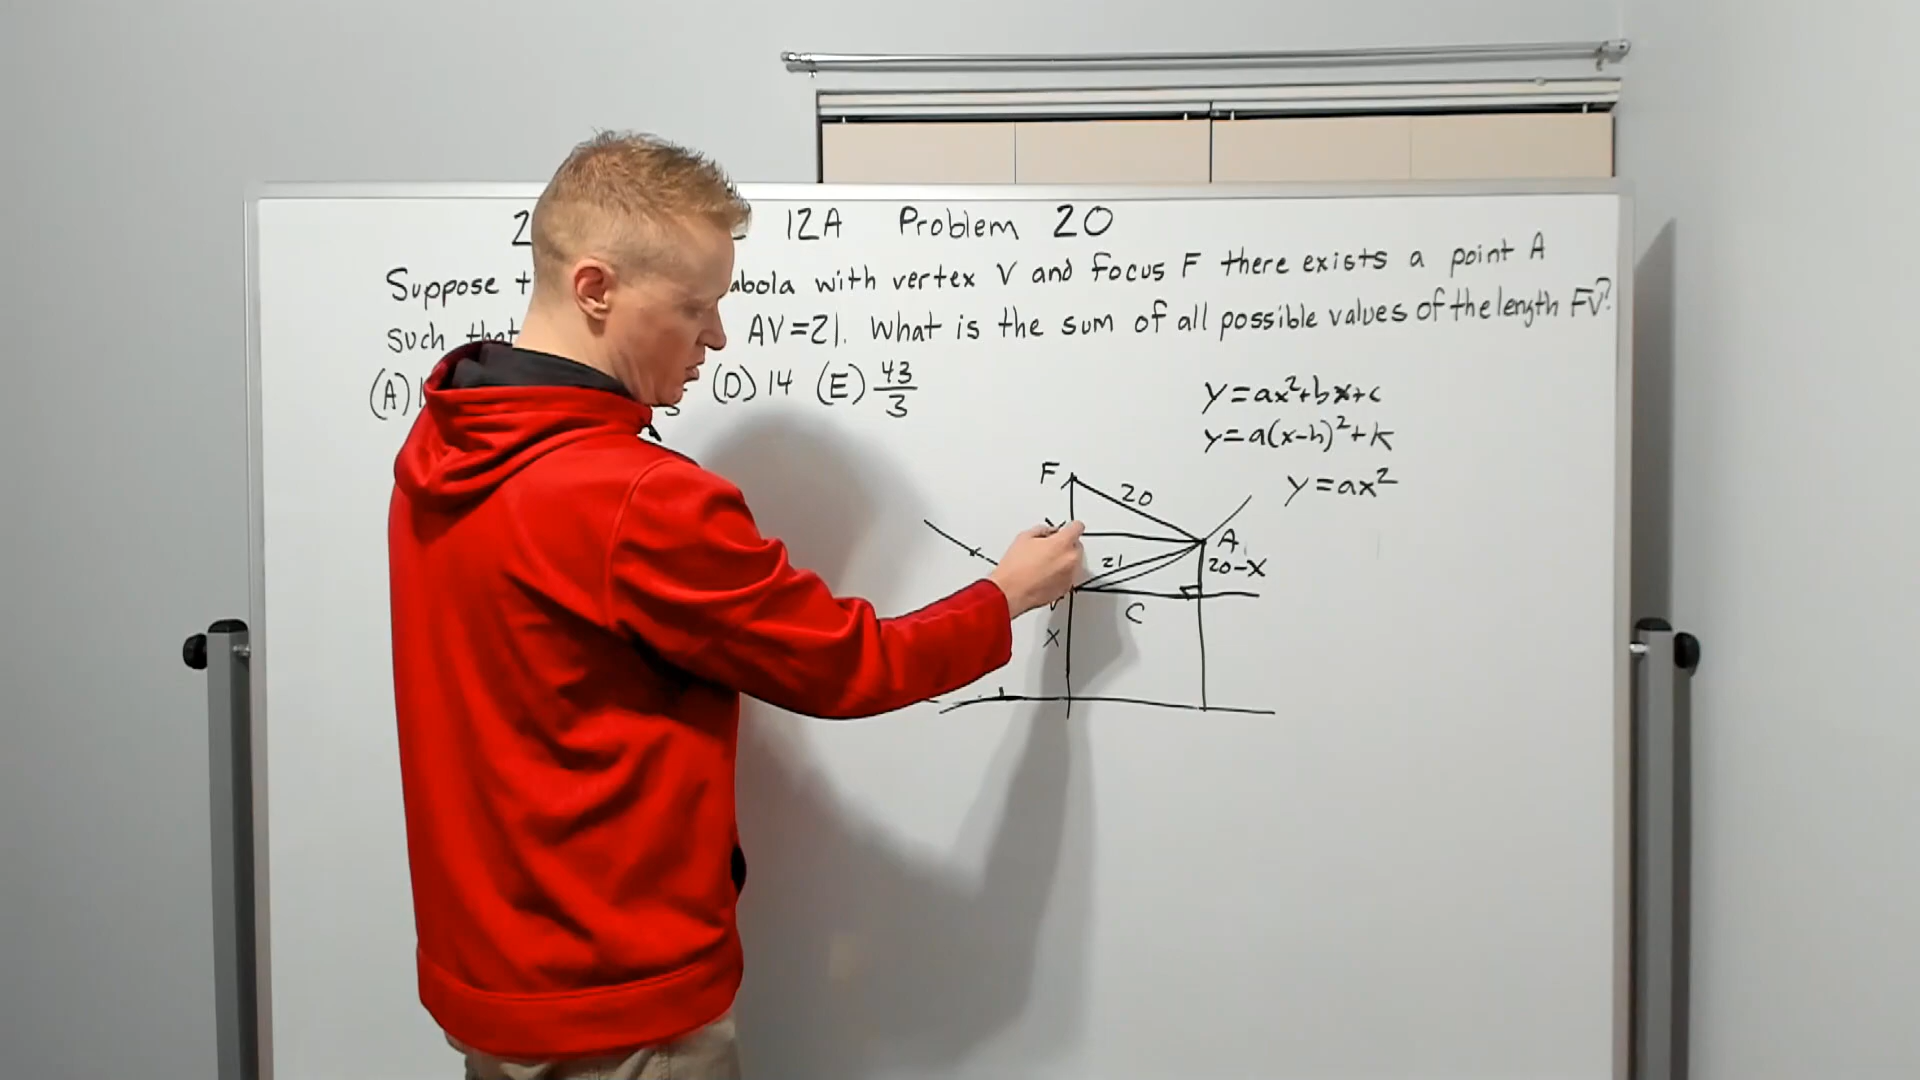 12A Problem 20
Suppose with vertex V and focus F there exists a point A
such that AV=21. What is the sum of all possible values of the length FV?
(A) (D) 14 (E) 43/3
y=ax²+bx+c
y=a(x-h)²+k
y=ax²
F
20
A
21
20-X
C
X